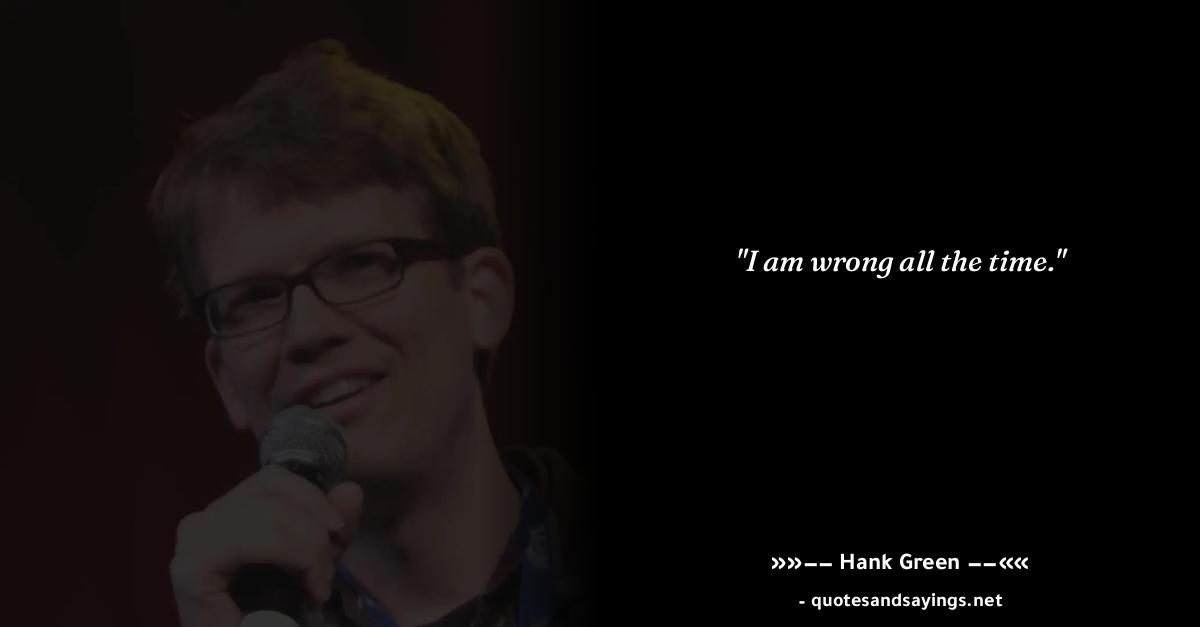 "I am wrong all the time."
»»–– Hank Green ––««
- quotesandsayings.net